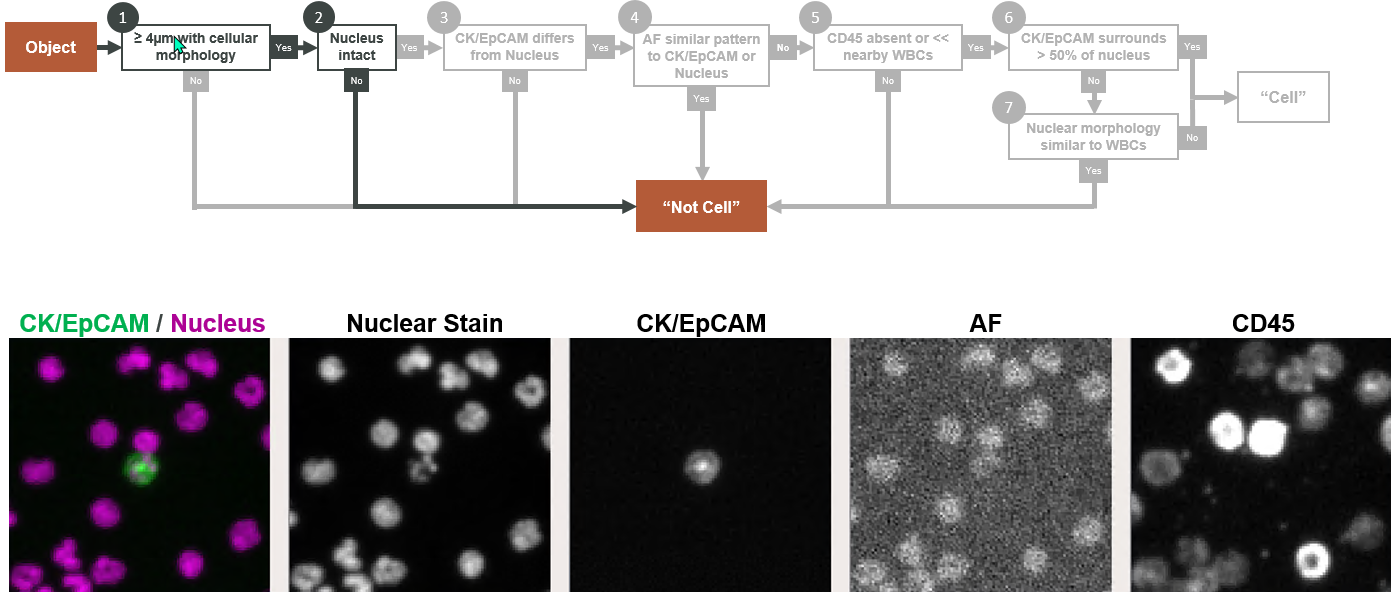 1
2
3
4
5
6
Object
≥ 4µm with cellular
morphology
Yes
No
Nucleus
intact
Yes
No
CK/EpCAM differs
from Nucleus
Yes
No
AF similar pattern
to CK/EpCAM or
Nucleus
No
Yes
CD45 absent or <<
nearby WBCs
Yes
No
CK/EpCAM surrounds
> 50% of nucleus
Yes
No
7
Nuclear morphology
similar to WBCs
No
Yes
“Cell”
“Not Cell”
CK/EpCAM / Nucleus
Nuclear Stain
CK/EpCAM
AF
CD45